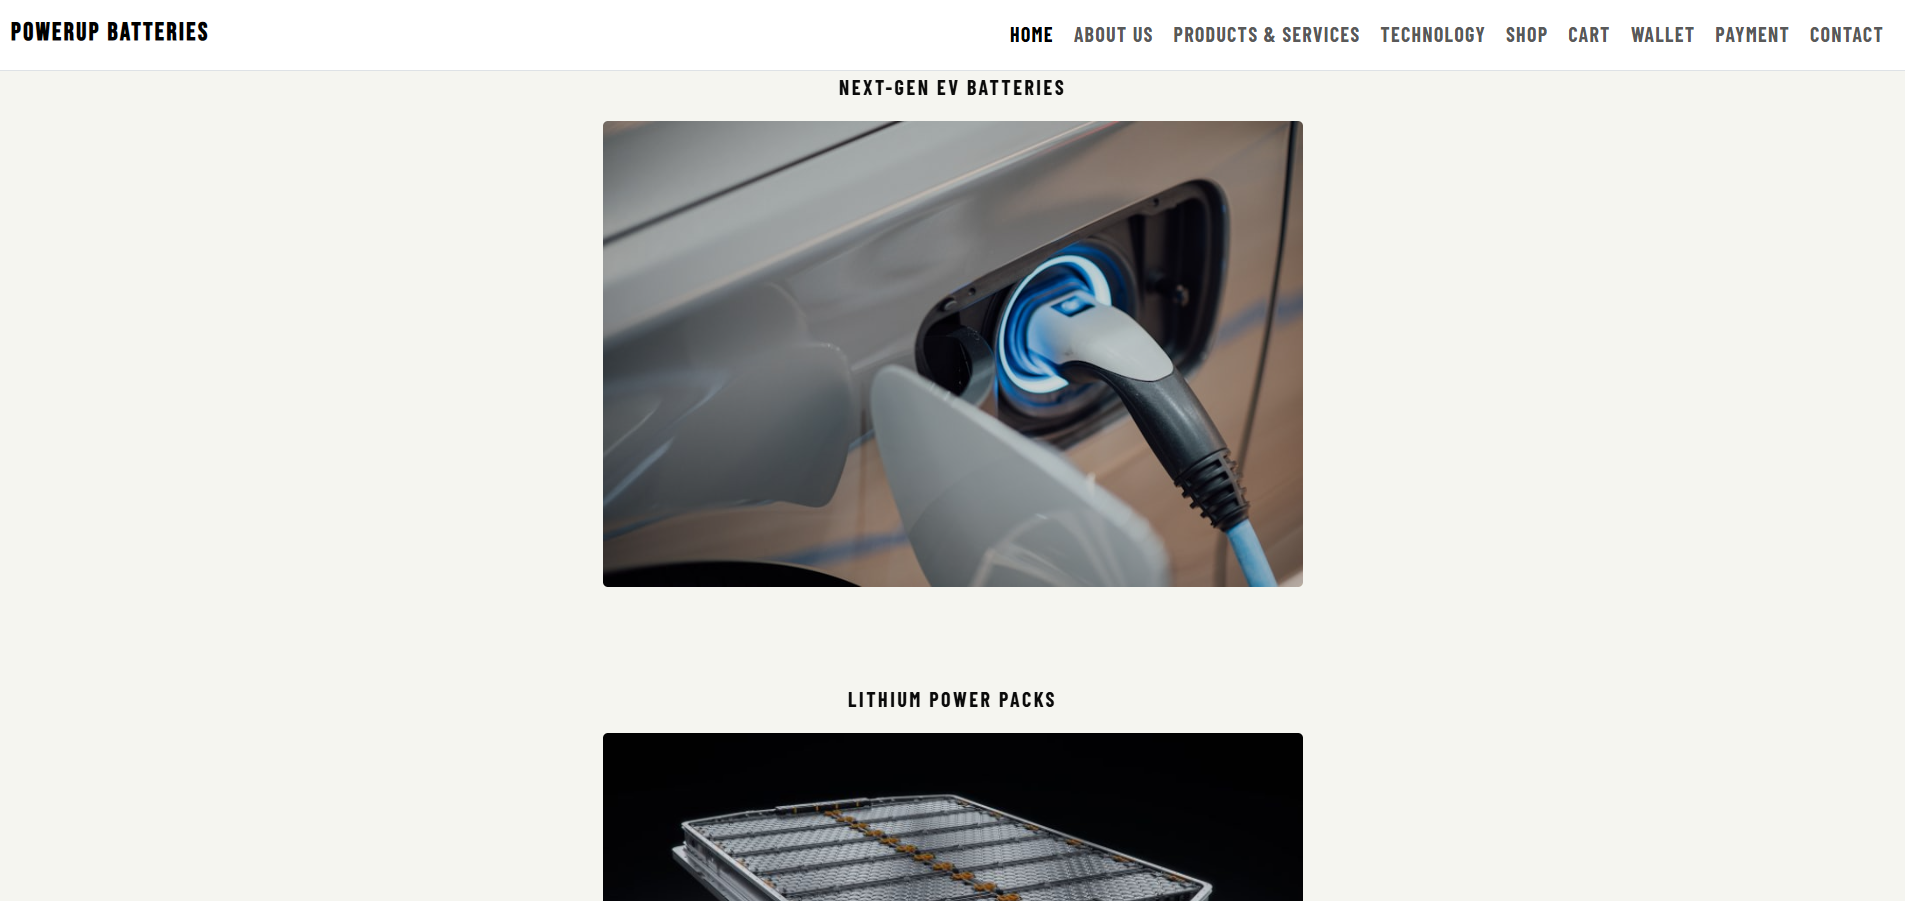 POWERUP BATTERIES
HOME ABOUT US PRODUCTS & SERVICES TECHNOLOGY SHOP CART WALLET PAYMENT CONTACT
NEXT-GEN EV BATTERIES
LITHIUM POWER PACKS